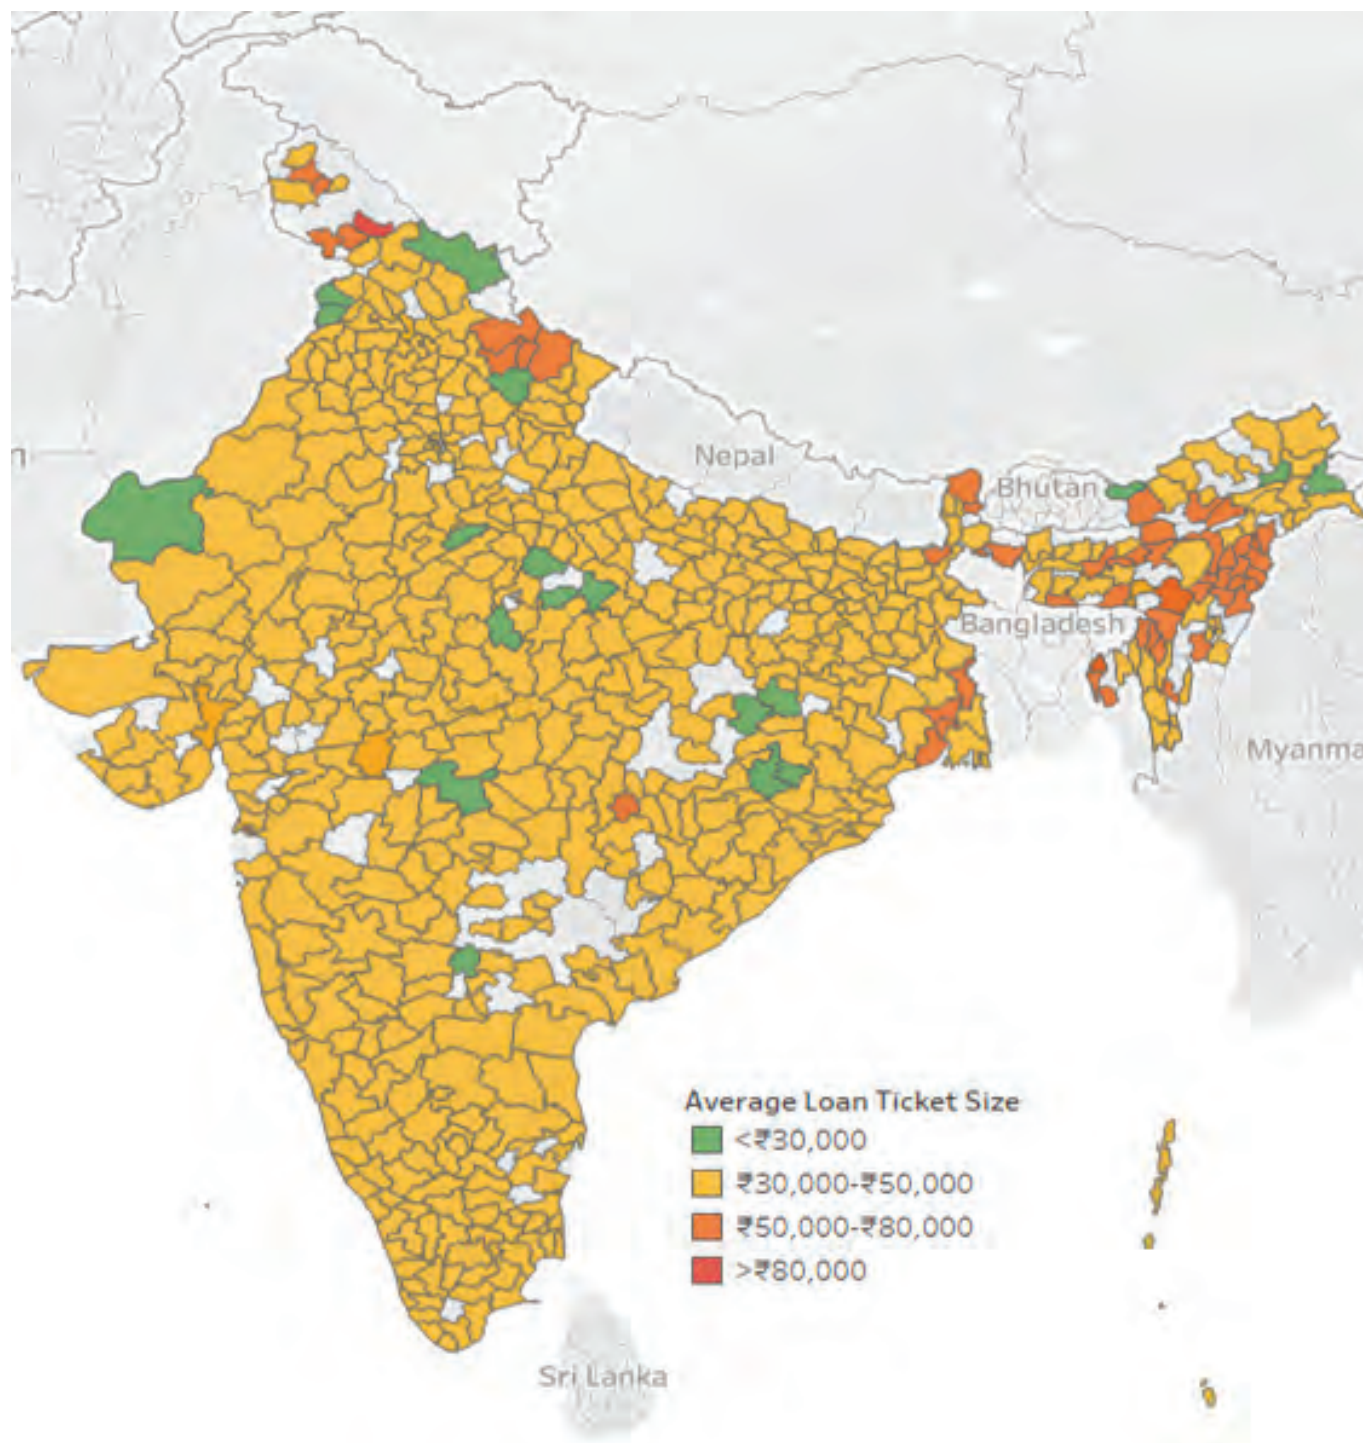 Nepal
Bhutan
Bangladesh
Myanma
Average Loan Ticket Size
<₹30,000
₹30,000-₹50,000
₹50,000-₹80,000
>₹80,000
Sri Lanka